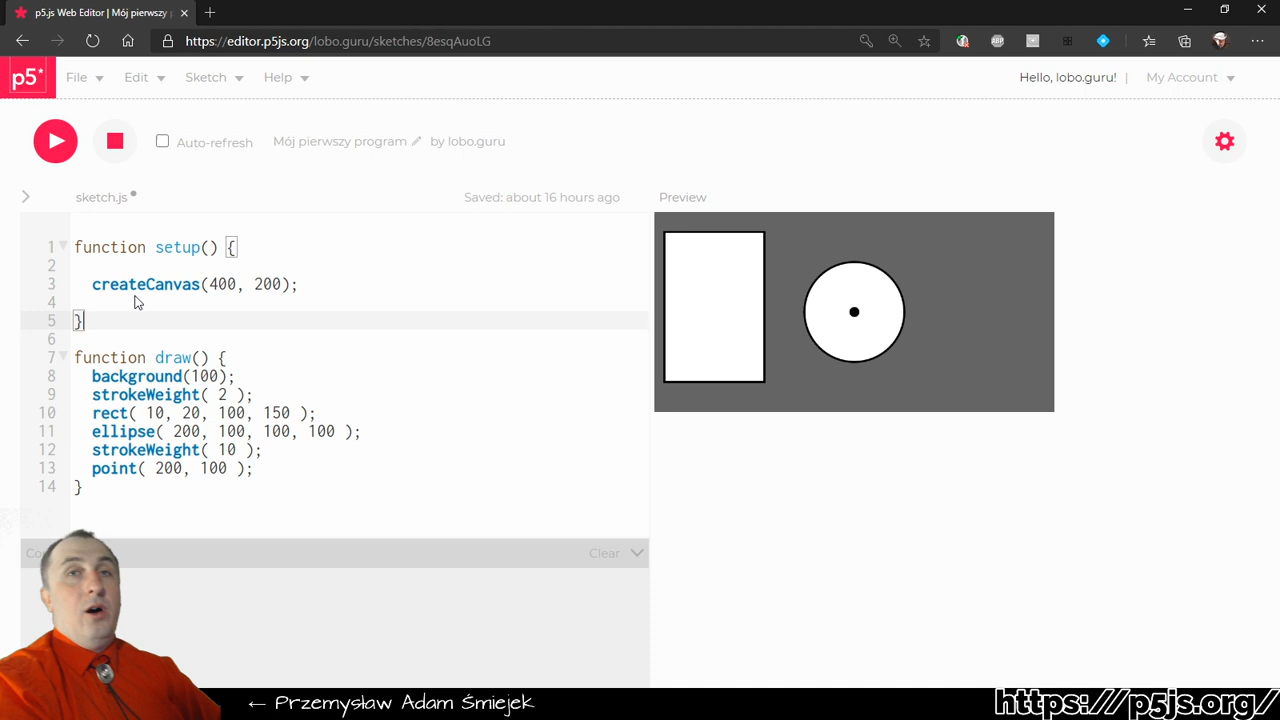 p5.js Web Editor | Mój pierwszy p
https://editor.p5js.org/lobo.guru/sketches/8esqAuoLG
ABP
p5*
File
Edit
Sketch
Help
Hello, lobo.guru! |
My Account
Auto-refresh
Mój pierwszy program
by lobo.guru
sketch.js
Saved: about 16 hours ago
Preview
1 function setup() {
2
3 createCanvas(400, 200);
4
5 }
6
7 function draw() {
8 background(100);
9 strokeWeight( 2 );
10 rect( 10, 20, 100, 150 );
11 ellipse( 200, 100, 100, 100 );
12 strokeWeight( 10 );
13 point( 200, 100 );
14 }
Clear
← Przemysław Adam Śmiejek
https://p5js.org/